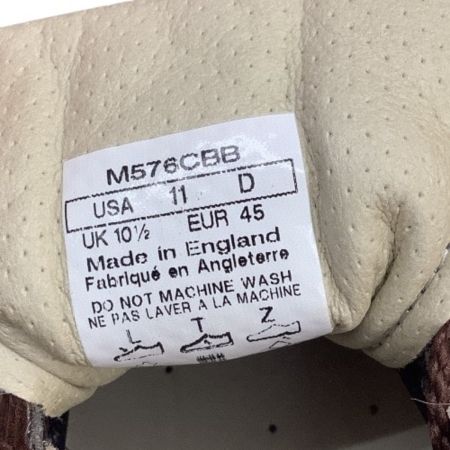 M576CBB
USA 11 D
UK 10½ EUR 45
Made in England
Fabriqué en Angleterre
DO NOT MACHINE WASH
NE PAS LAVER A LA MACHINE
L T Z